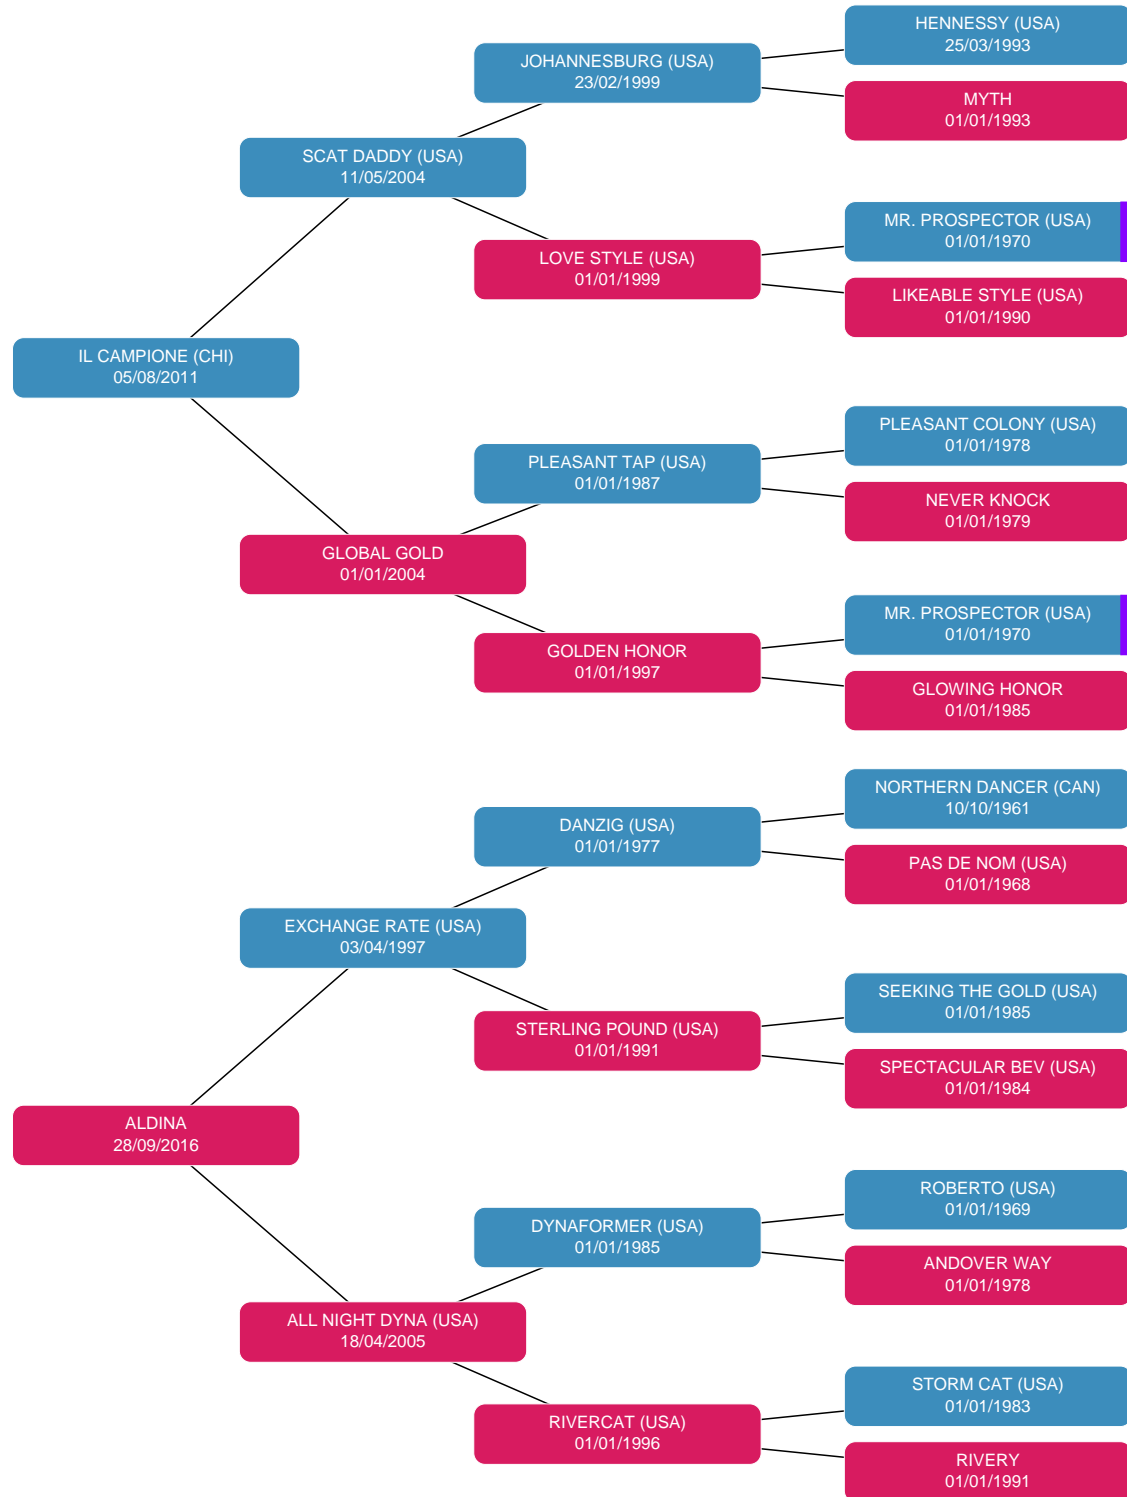 HENNESSY (USA)
25/03/1993
JOHANNESBURG (USA)
23/02/1999
MYTH
01/01/1993
SCAT DADDY (USA)
11/05/2004
MR. PROSPECTOR (USA)
01/01/1970
LOVE STYLE (USA)
01/01/1999
LIKEABLE STYLE (USA)
01/01/1990
IL CAMPIONE (CHI)
05/08/2011
PLEASANT COLONY (USA)
01/01/1978
PLEASANT TAP (USA)
01/01/1987
NEVER KNOCK
01/01/1979
GLOBAL GOLD
01/01/2004
MR. PROSPECTOR (USA)
01/01/1970
GOLDEN HONOR
01/01/1997
GLOWING HONOR
01/01/1985
NORTHERN DANCER (CAN)
10/10/1961
DANZIG (USA)
01/01/1977
PAS DE NOM (USA)
01/01/1968
EXCHANGE RATE (USA)
03/04/1997
SEEKING THE GOLD (USA)
01/01/1985
STERLING POUND (USA)
01/01/1991
SPECTACULAR BEV (USA)
01/01/1984
ALDINA
28/09/2016
ROBERTO (USA)
01/01/1969
DYNAFORMER (USA)
01/01/1985
ANDOVER WAY
01/01/1978
ALL NIGHT DYNA (USA)
18/04/2005
STORM CAT (USA)
01/01/1983
RIVERCAT (USA)
01/01/1996
RIVERY
01/01/1991